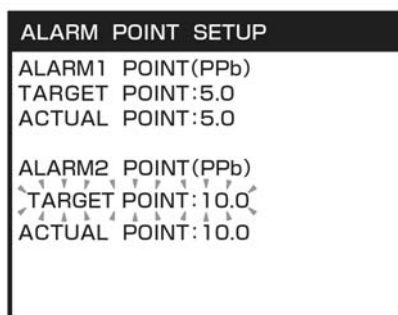 ALARM POINT SETUP
ALARM1 POINT(PPb)
TARGET POINT:5.0
ACTUAL POINT:5.0
ALARM2 POINT(PPb)
TARGET POINT:10.0
ACTUAL POINT:10.0